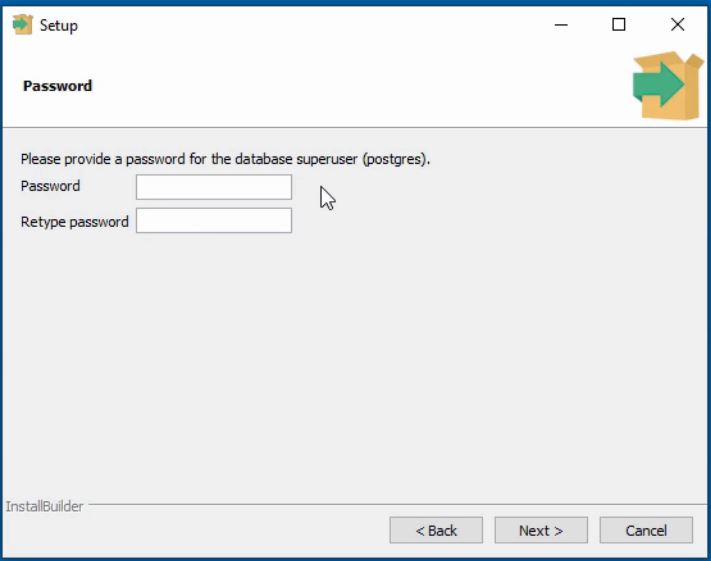 Setup
Password
Please provide a password for the database superuser (postgres).
Password
Retype password
InstallBuilder
< Back Next > Cancel